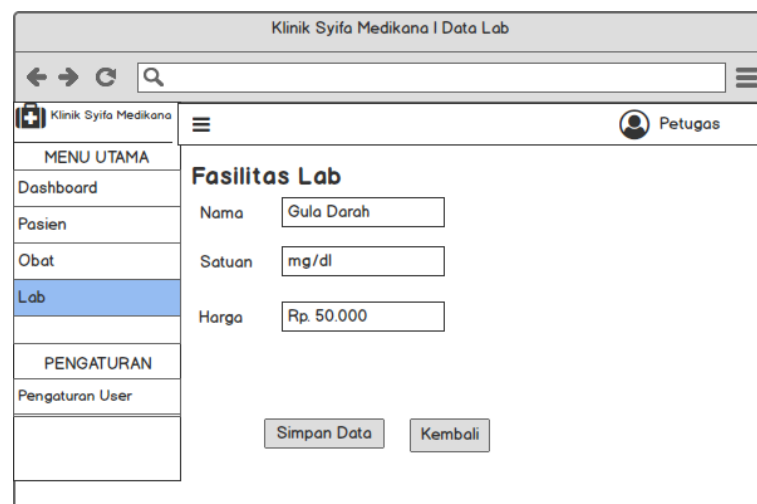 Klinik Syifa Medikana I Data Lab
Klinik Syifa Medikana
Petugas
MENU UTAMA
Dashboard
Pasien
Obat
Lab
PENGATURAN
Pengaturan User
Fasilitas Lab
Nama Gula Darah
Satuan mg/dl
Harga Rp. 50.000
Simpan Data Kembali